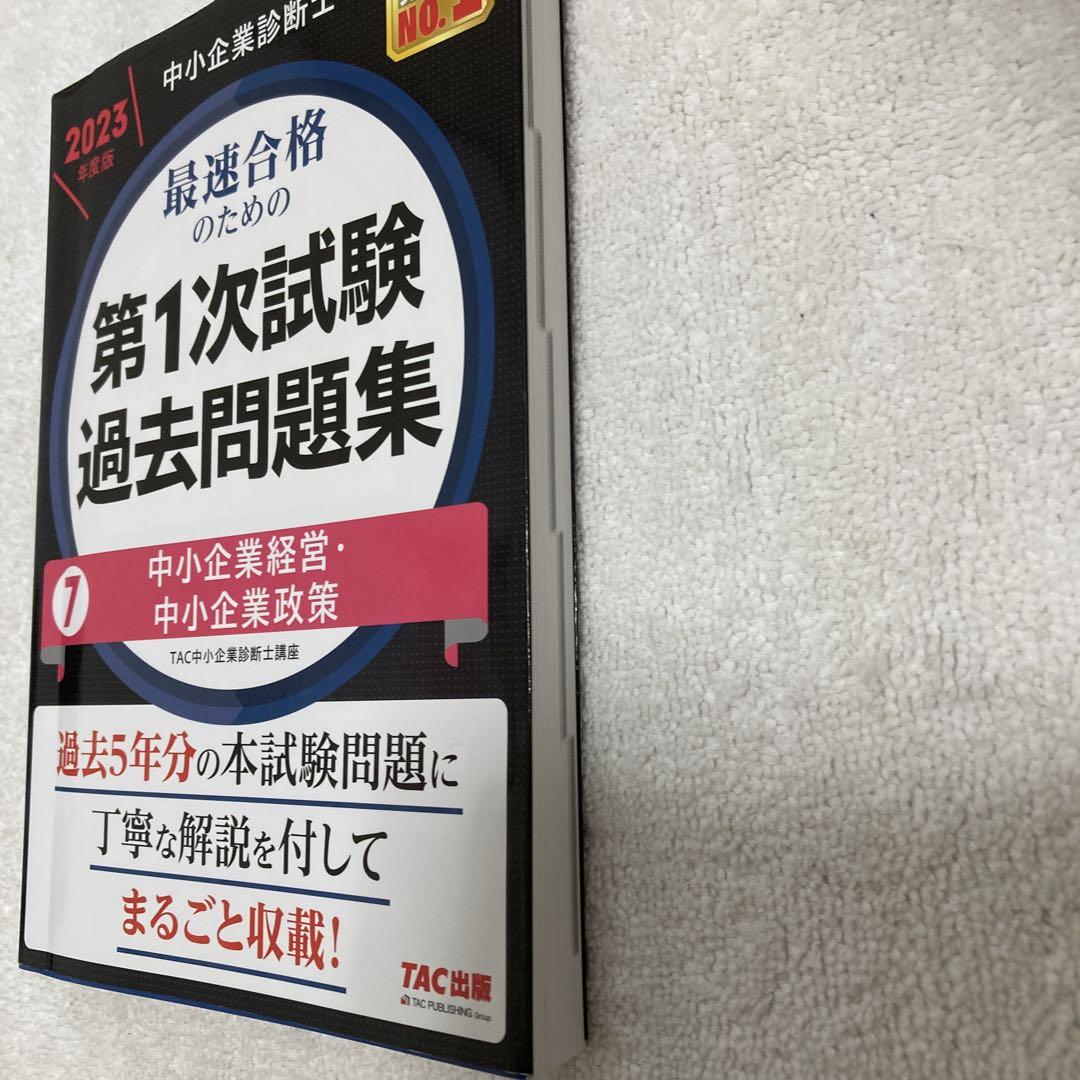 中小企業診断士
NO.1
2023
年度版
最速合格
のための
第1次試験
過去問題集
7
中小企業経営・
中小企業政策
TAC中小企業診断士講座
過去5年分の本試験問題に
丁寧な解説を付して
まるごと収載!
TAC出版
TAC PUBLISHING Group